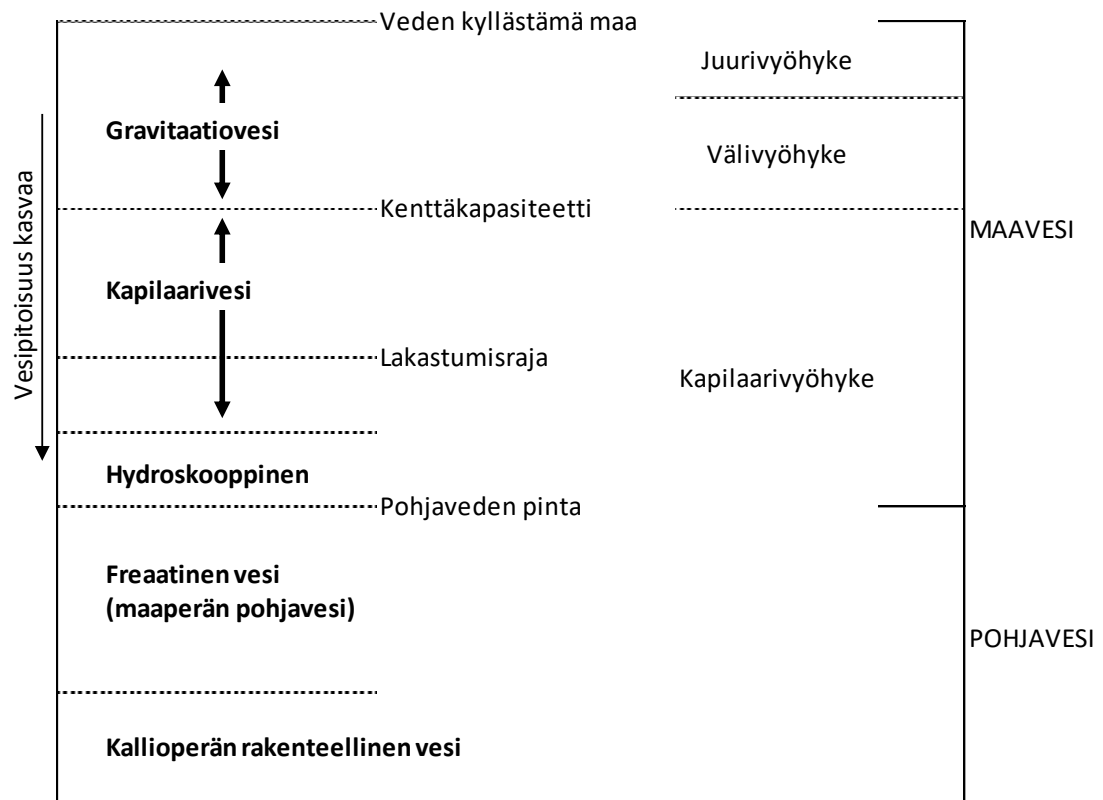 Veden kyllästämä maa
Juurivyöhyke
Gravitaatiovesi
Välivyöhyke
Kenttäkapasiteetti
MAAVESI
Vesipitoisuus kasvaa
Kapilaarivesi
Lakastumisraja
Kapilaarivyöhyke
Hydroskooppinen
Pohjaveden pinta
Freaatinen vesi
(maaperän pohjavesi)
POHJAVESI
Kallioperän rakenteellinen vesi